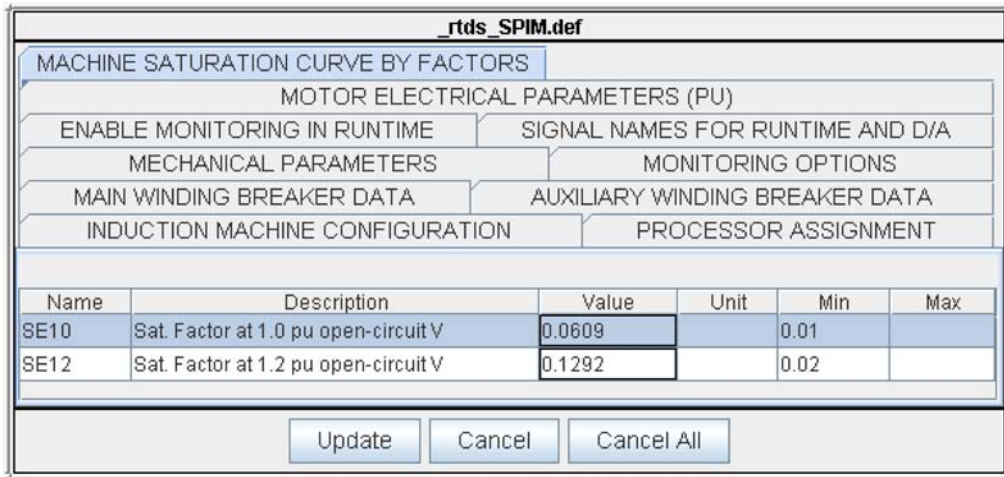 _rtds_SPIM.def
MACHINE SATURATION CURVE BY FACTORS
MOTOR ELECTRICAL PARAMETERS (PU)
ENABLE MONITORING IN RUNTIME SIGNAL NAMES FOR RUNTIME AND D/A
MECHANICAL PARAMETERS MONITORING OPTIONS
MAIN WINDING BREAKER DATA AUXILIARY WINDING BREAKER DATA
INDUCTION MACHINE CONFIGURATION PROCESSOR ASSIGNMENT
Name Description Value Unit Min Max
SE10 Sat. Factor at 1.0 pu open-circuit V 0.0609 0.01
SE12 Sat. Factor at 1.2 pu open-circuit V 0.1292 0.02
Update Cancel Cancel All